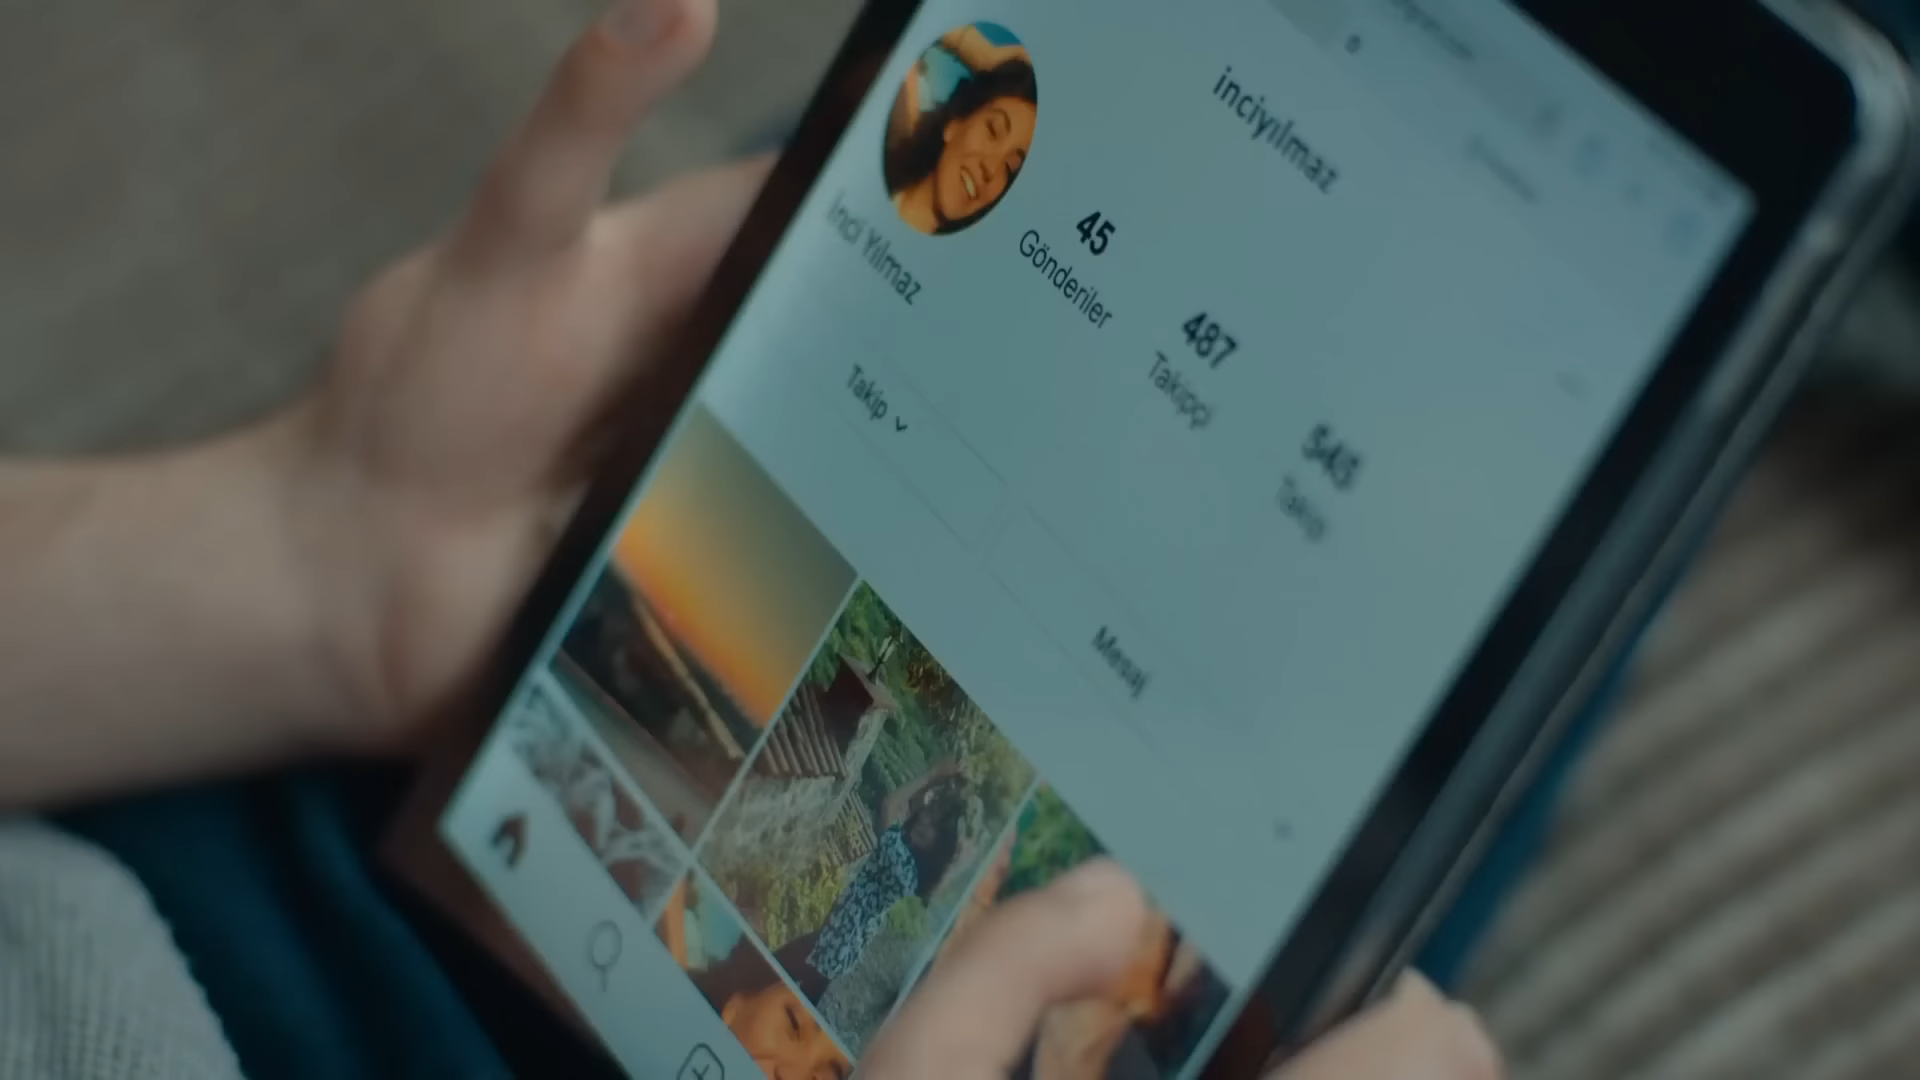 inciyılmaz
45
Gönderiler
487
Takipçi
545
Takip
İnci Yılmaz
Takip
Mesaj